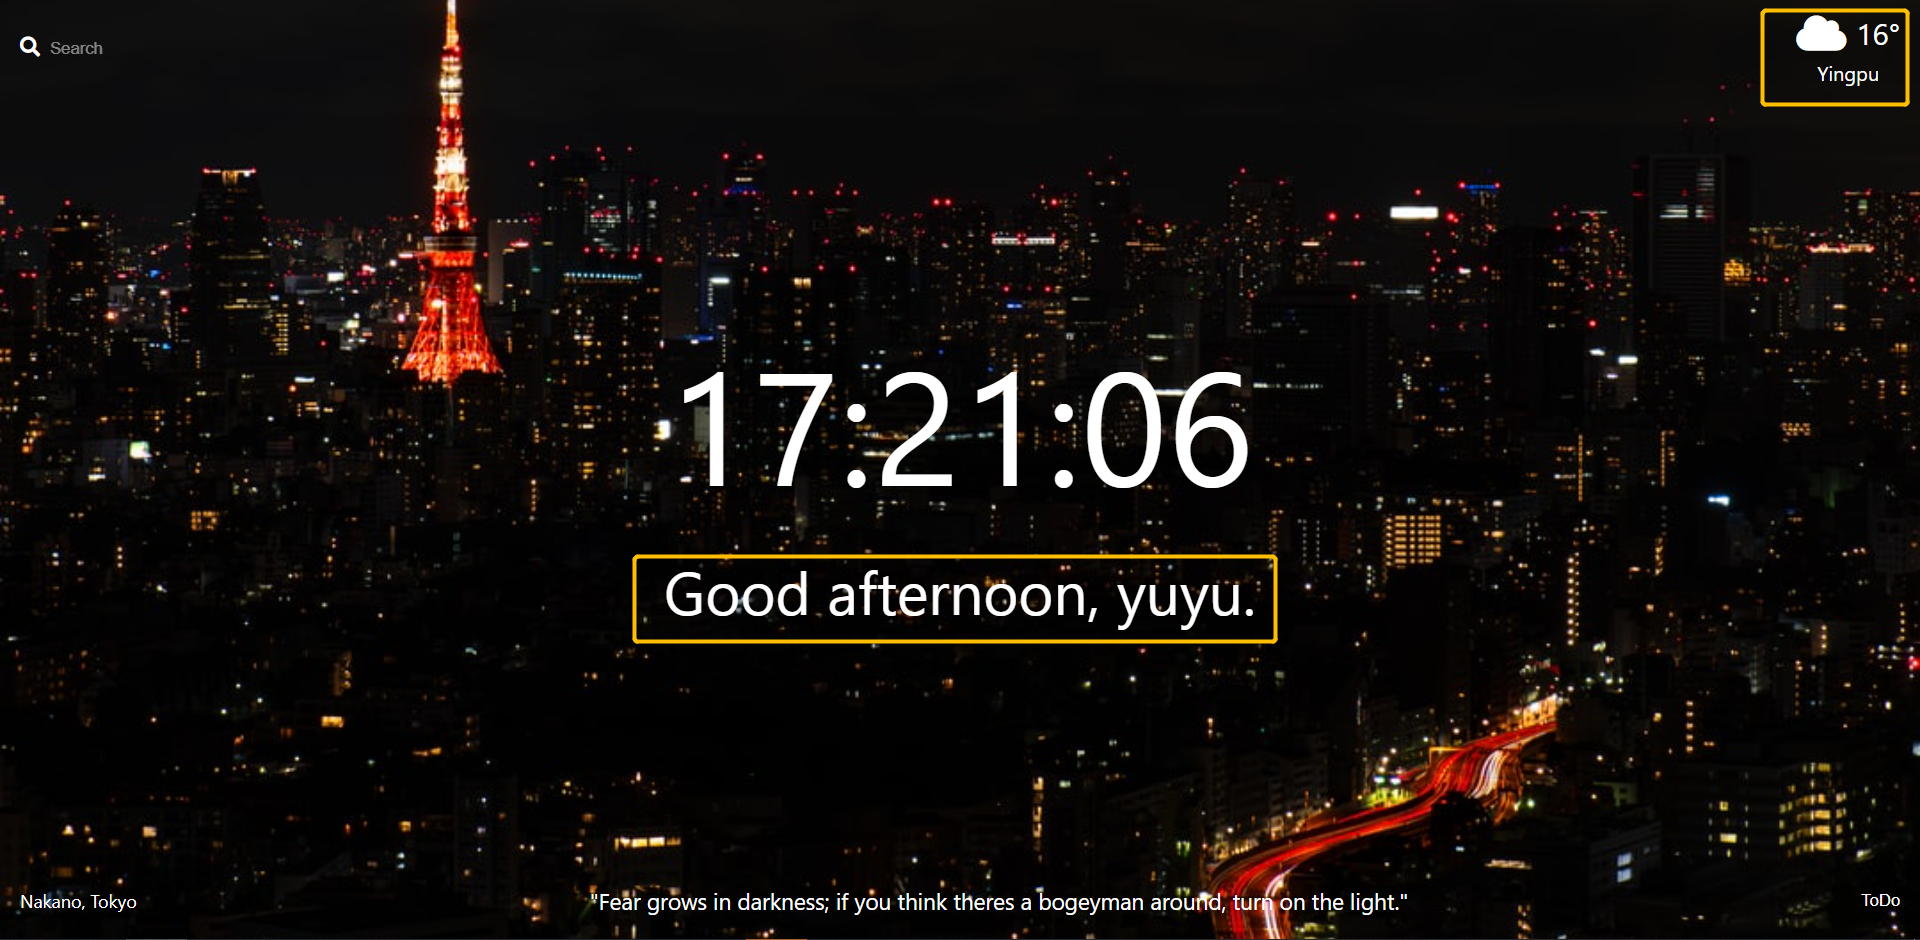 Search
16°
Yingpu
17:21:06
Good afternoon, yuyu.
Nakano, Tokyo
"Fear grows in darkness; if you think theres a bogeyman around, turn on the light."
ToDo